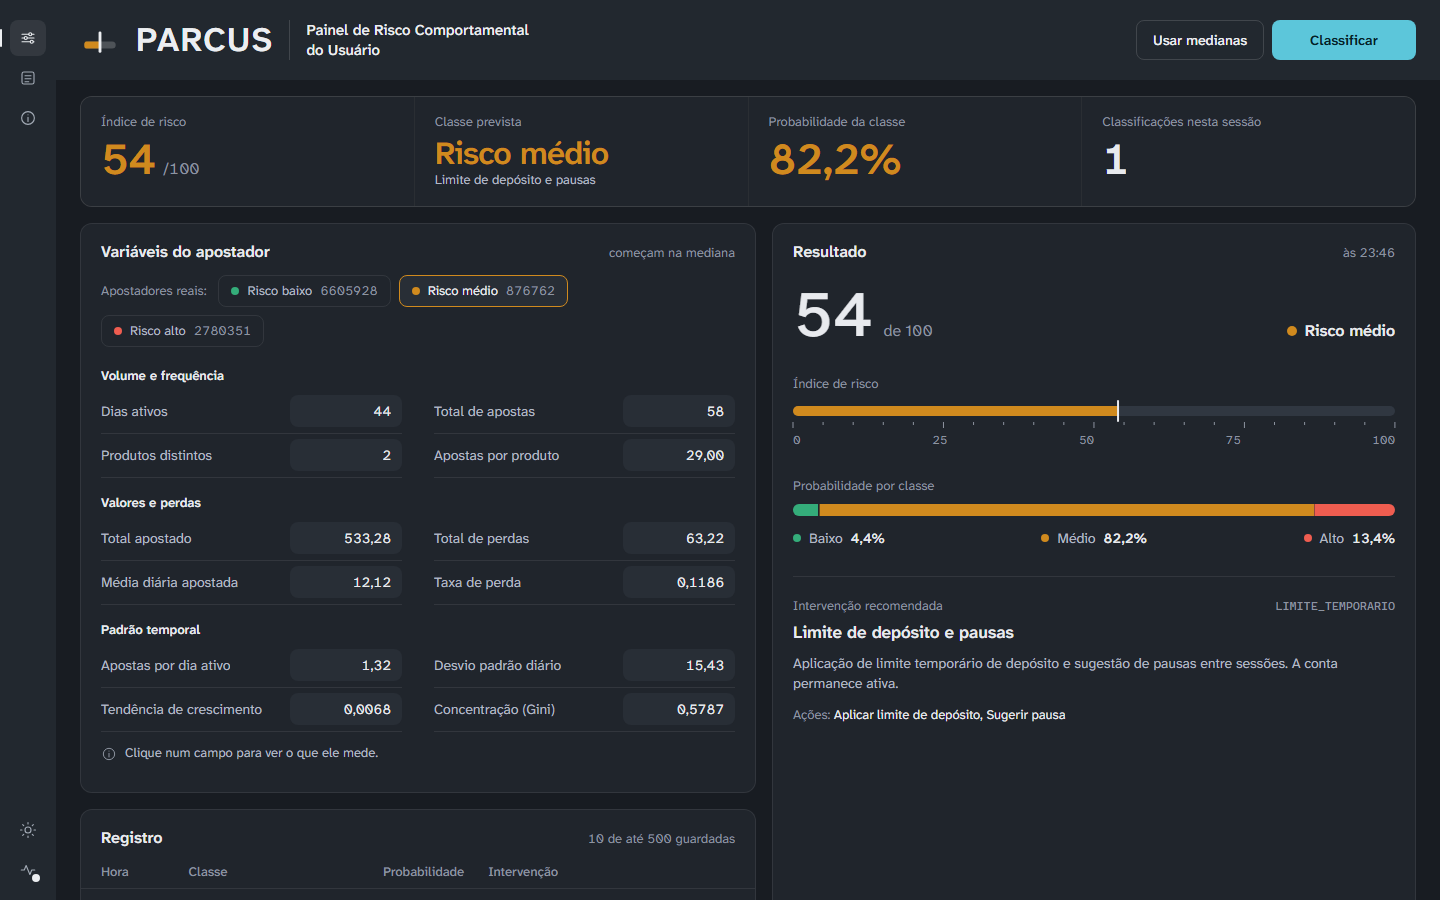 PARCUS
Painel de Risco Comportamental
do Usuário
Usar medianas
Classificar
Índice de risco
54 /100
Classe prevista
Risco médio
Limite de depósito e pausas
Probabilidade da classe
82,2%
Classificações nesta sessão
1
Variáveis do apostador
começam na mediana
Apostadores reais:
Risco baixo 6605928
Risco médio 876762
Risco alto 2780351
Volume e frequência
Dias ativos 44
Total de apostas 58
Produtos distintos 2
Apostas por produto 29,00
Valores e perdas
Total apostado 533,28
Total de perdas 63,22
Média diária apostada 12,12
Taxa de perda 0,1186
Padrão temporal
Apostas por dia ativo 1,32
Desvio padrão diário 15,43
Tendência de crescimento 0,0068
Concentração (Gini) 0,5787
Clique num campo para ver o que ele mede.
Registro
10 de até 500 guardadas
Hora Classe Probabilidade Intervenção
Resultado
às 23:46
54 de 100
Risco médio
Índice de risco
0 25 50 75 100
Probabilidade por classe
Baixo 4,4%
Médio 82,2%
Alto 13,4%
Intervenção recomendada
LIMITE_TEMPORARIO
Limite de depósito e pausas
Aplicação de limite temporário de depósito e sugestão de pausas entre sessões. A conta
permanece ativa.
Ações: Aplicar limite de depósito, Sugerir pausa